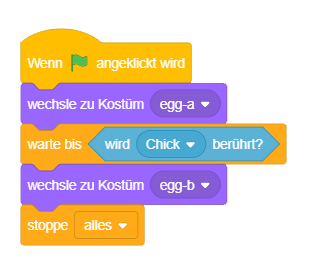 Wenn angeklickt wird
wechsle zu Kostüm egg-a
warte bis wird Chick berührt?
wechsle zu Kostüm egg-b
stoppe alles